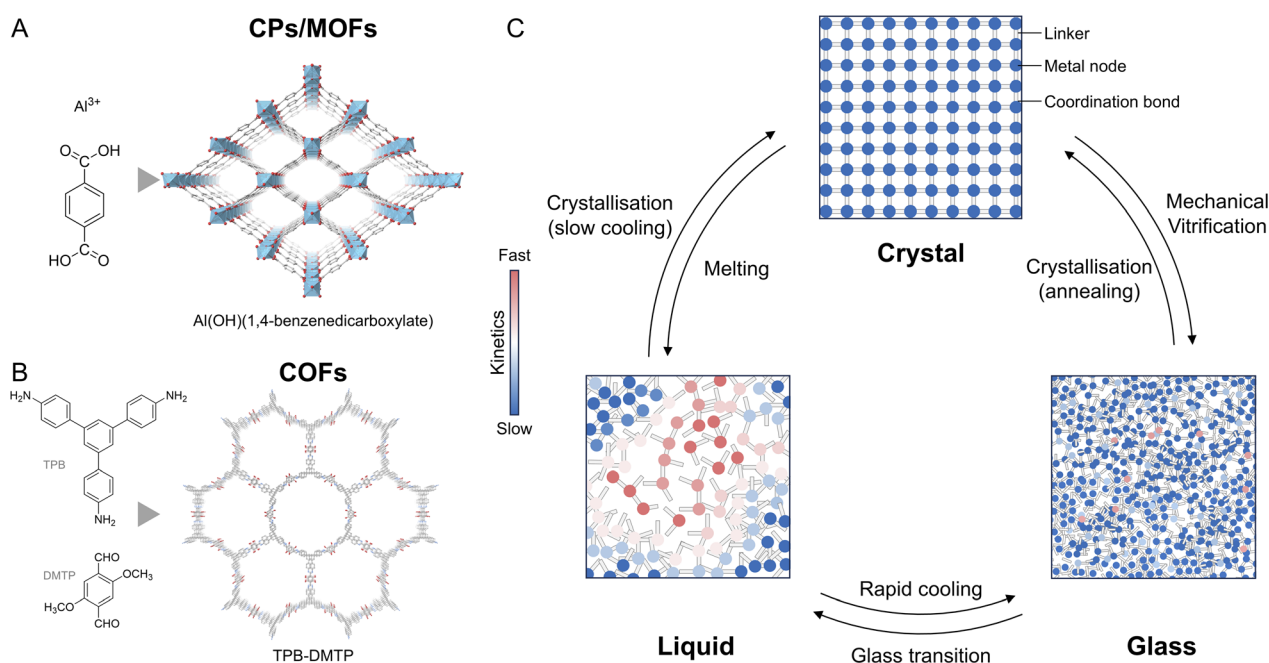 A
CPs/MOFs
Al3+
O
OH
C
C
HO
O
Al(OH)(1,4-benzenedicarboxylate)
B
COFs
H2N
NH2
TPB
NH2
CHO
DMTP
OCH3
H3CO
CHO
TPB-DMTP
C
Linker
Metal node
Coordination bond
Crystal
Crystallisation
(slow cooling)
Melting
Mechanical
Vitrification
Crystallisation
(annealing)
Fast
Kinetics
Slow
Liquid
Rapid cooling
Glass transition
Glass